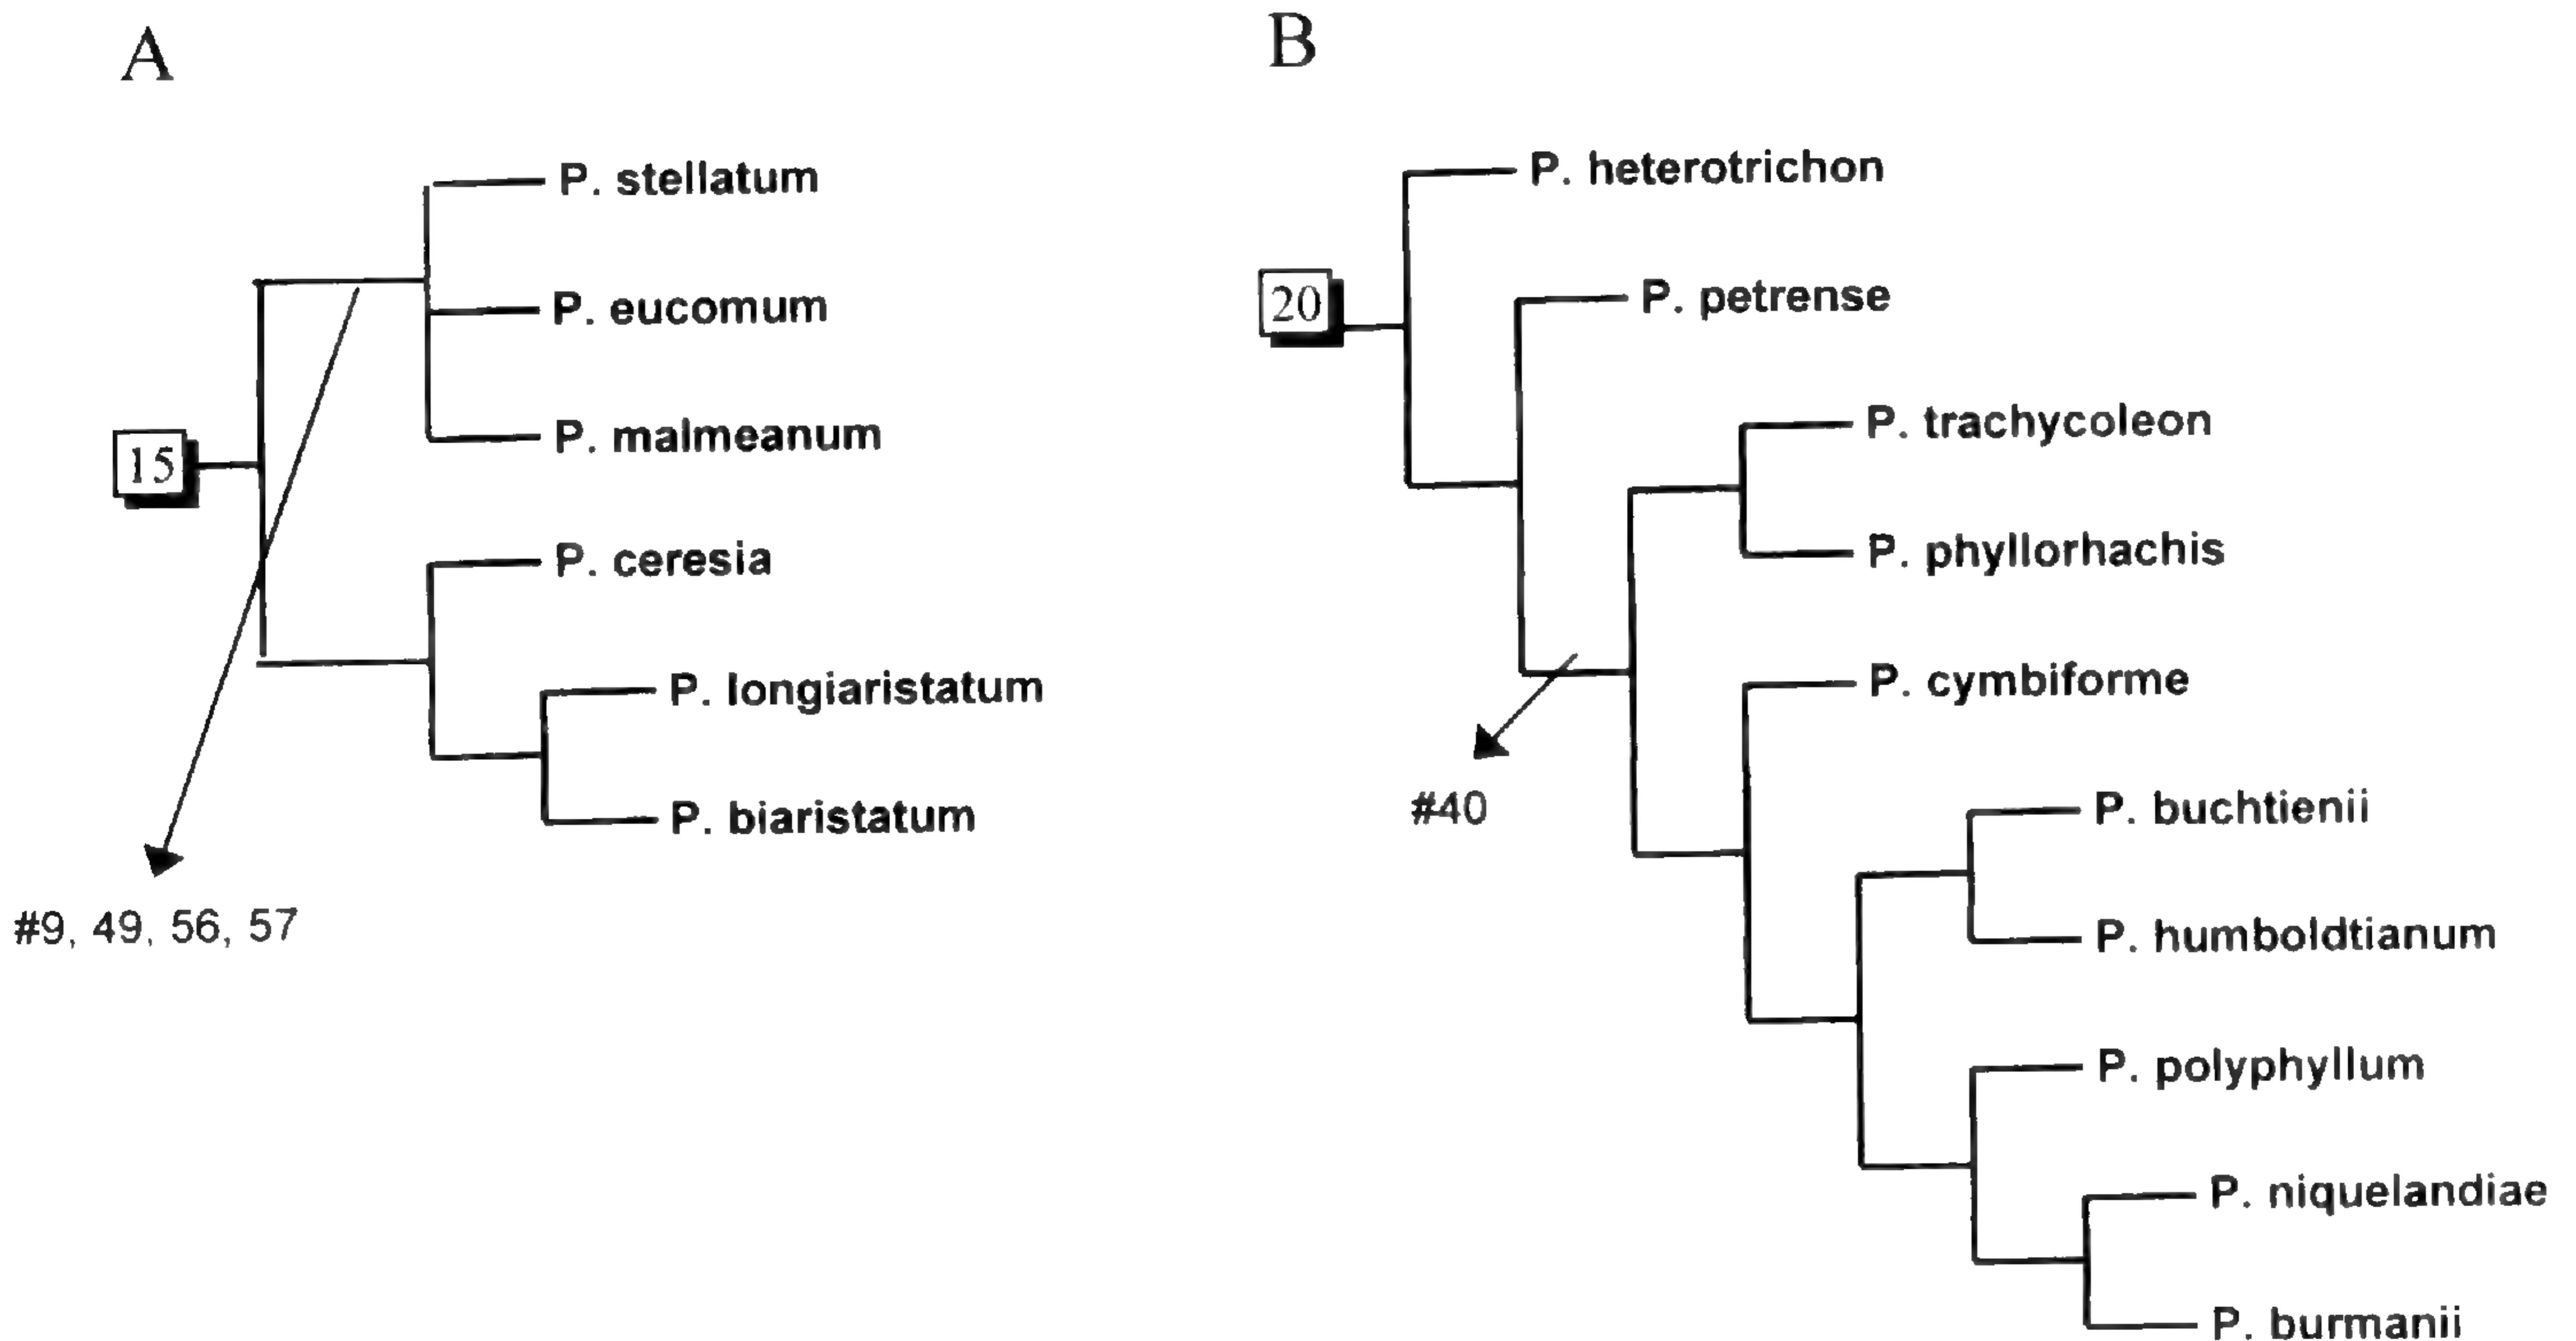 A
P. stellatum
P. eucomum
P. malmeanum
15
P. ceresia
P. longiaristatum
P. biaristatum
#9, 49, 56, 57
B
P. heterotrichon
20
P. petrense
P. trachycoleon
P. phyllorhachis
P. cymbiforme
#40
P. buchtienii
P. humboldtianum
P. polyphyllum
P. niquelandiae
P. burmanii